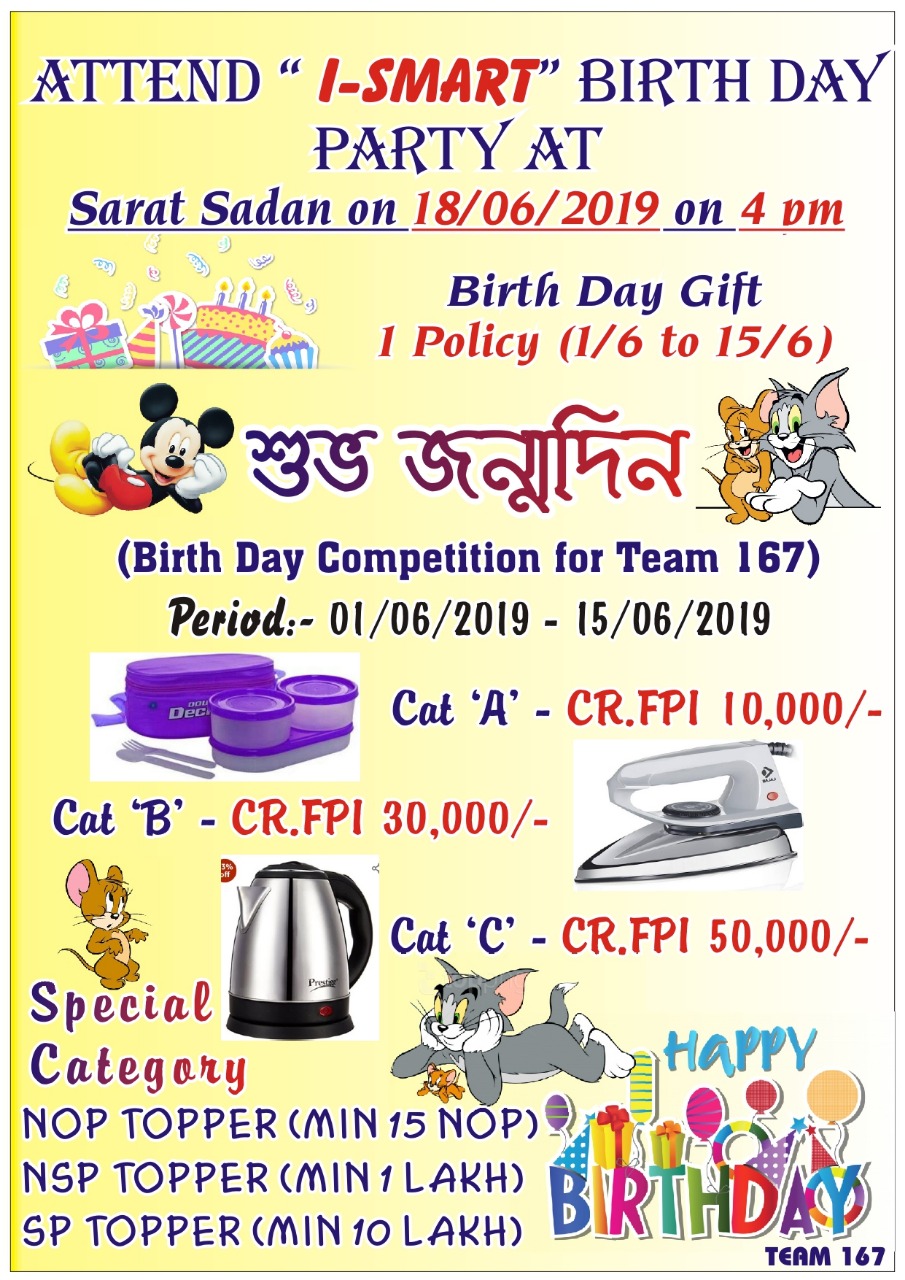 ATTEND “ I-SMART” BIRTH DAY
PARTY AT
Sarat Sadan on 18/06/2019 on 4 pm
Birth Day Gift
1 Policy (1/6 to 15/6)
শুভ জন্মদিন
(Birth Day Competition for Team 167)
Period:- 01/06/2019 - 15/06/2019
Cat ‘A’ - CR.FPI 10,000/-
BAJAJ
Cat ‘B’ - CR.FPI 30,000/-
3%
off
Cat ‘C’ - CR.FPI 50,000/-
Prestige
Special
Category
NOP TOPPER (MIN 15 NOP)
NSP TOPPER (MIN 1 LAKH)
SP TOPPER (MIN 10 LAKH)
HAPPY
BIRTHDAY
TEAM 167